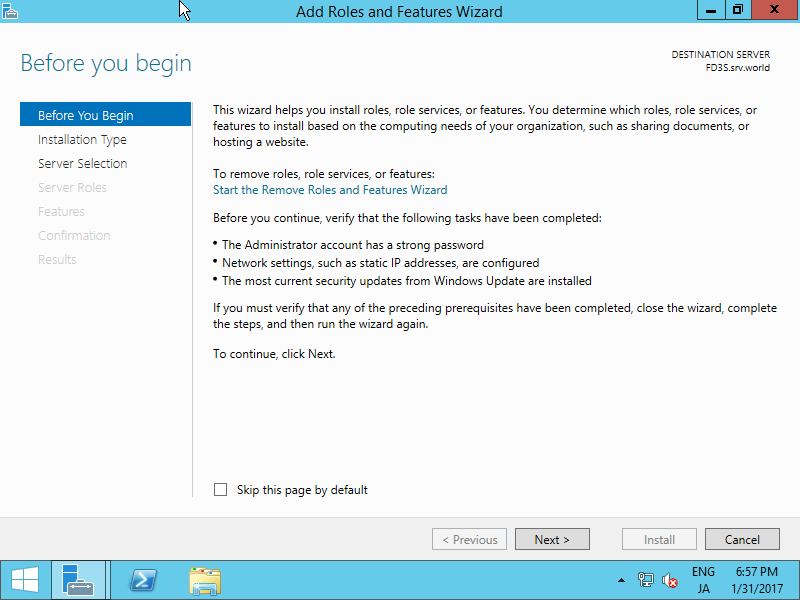 Add Roles and Features Wizard
Before you begin
DESTINATION SERVER
FD3S.srv.world
Before You Begin
Installation Type
Server Selection
Server Roles
Features
Confirmation
Results
This wizard helps you install roles, role services, or features. You determine which roles, role services, or
features to install based on the computing needs of your organization, such as sharing documents, or
hosting a website.
To remove roles, role services, or features:
Start the Remove Roles and Features Wizard
Before you continue, verify that the following tasks have been completed:
• The Administrator account has a strong password
• Network settings, such as static IP addresses, are configured
• The most current security updates from Windows Update are installed
If you must verify that any of the preceding prerequisites have been completed, close the wizard, complete
the steps, and then run the wizard again.
To continue, click Next.
Skip this page by default
< Previous
Next >
Install
Cancel
ENG
JA
6:57 PM
1/31/2017